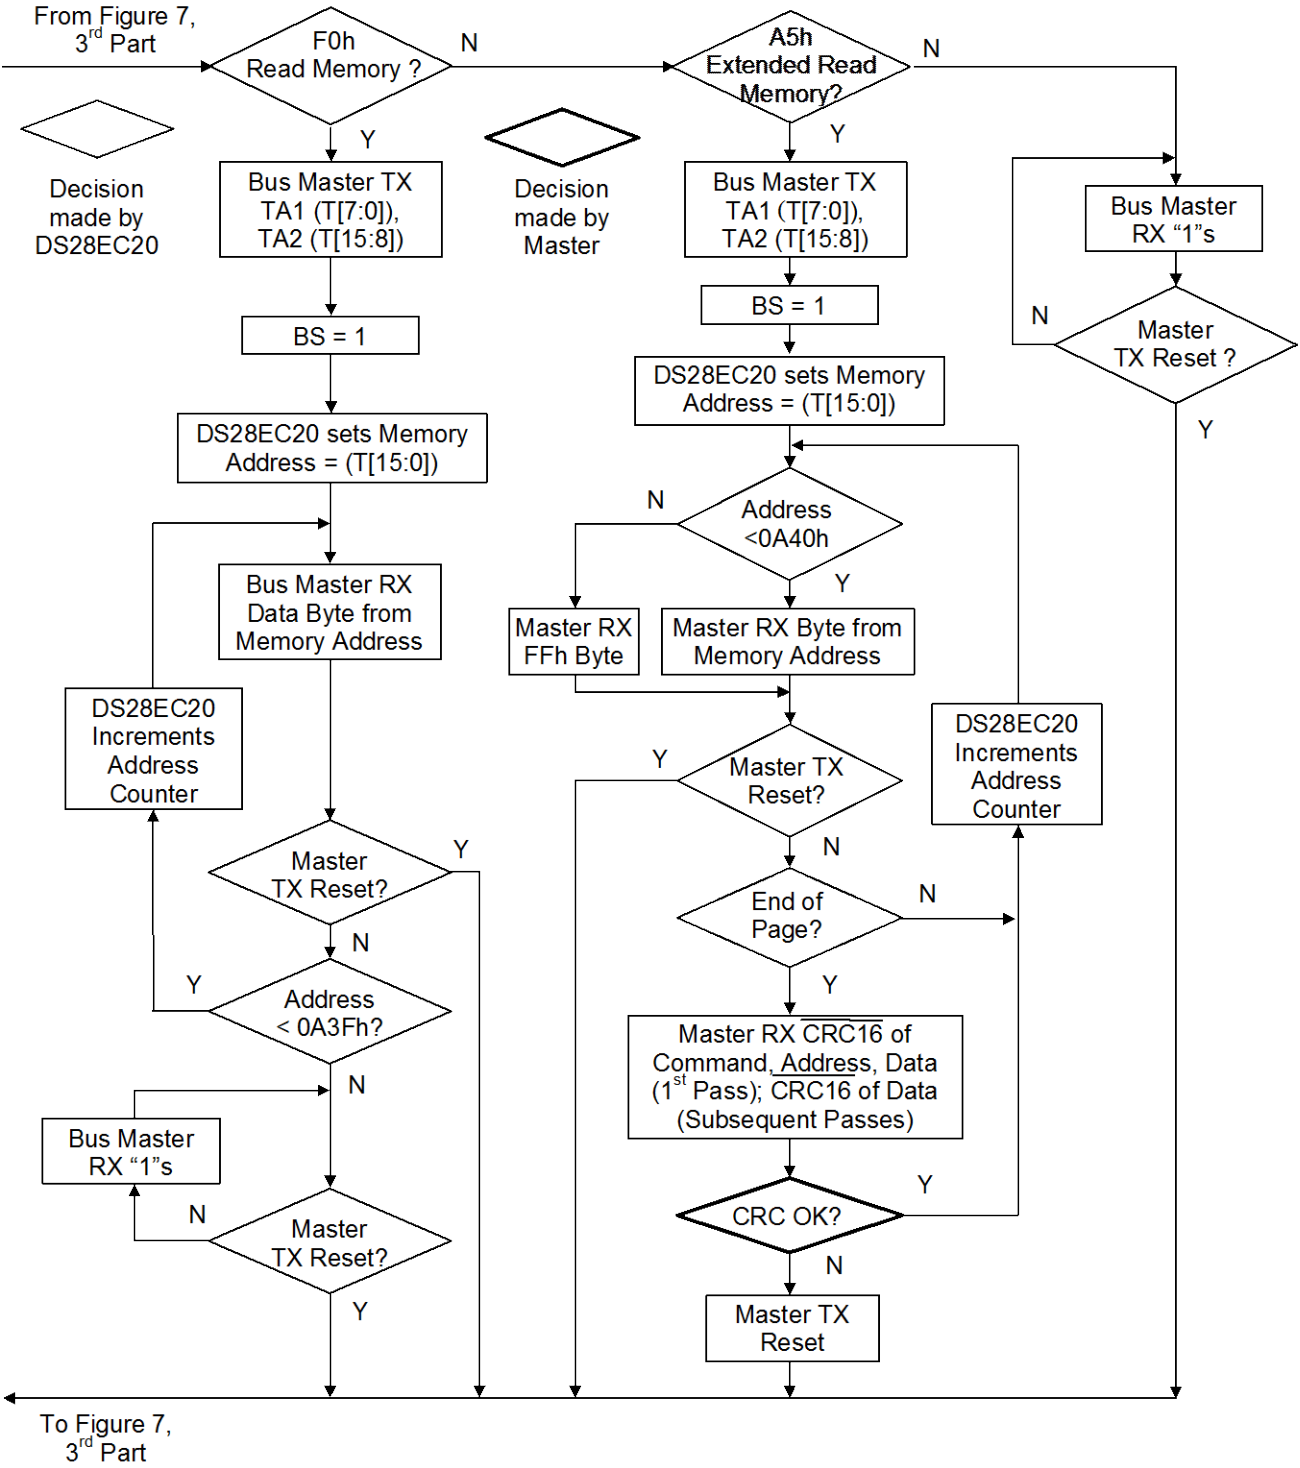 From Figure 7,
3rd Part
F0h
Read Memory ?
N
Y
A5h
Extended Read
Memory?
N
Y
Decision
made by
DS28EC20
Decision
made by
Master
Bus Master TX
TA1 (T[7:0]),
TA2 (T[15:8])
BS = 1
DS28EC20 sets Memory
Address = (T[15:0])
Bus Master RX
Data Byte from
Memory Address
DS28EC20
Increments
Address
Counter
Master
TX Reset?
Y
N
Address
< 0A3Fh?
Y
N
Bus Master
RX “1”s
Master
TX Reset?
N
Y
Bus Master TX
TA1 (T[7:0]),
TA2 (T[15:8])
BS = 1
DS28EC20 sets Memory
Address = (T[15:0])
Address
<0A40h
N
Y
Master RX
FFh Byte
Master RX Byte from
Memory Address
Master TX
Reset?
Y
N
DS28EC20
Increments
Address
Counter
End of
Page?
N
Y
Master RX CRC16 of
Command, Address, Data
(1st Pass); CRC16 of Data
(Subsequent Passes)
CRC OK?
Y
N
Master TX
Reset
Bus Master
RX “1”s
Master
TX Reset ?
N
Y
To Figure 7,
3rd Part